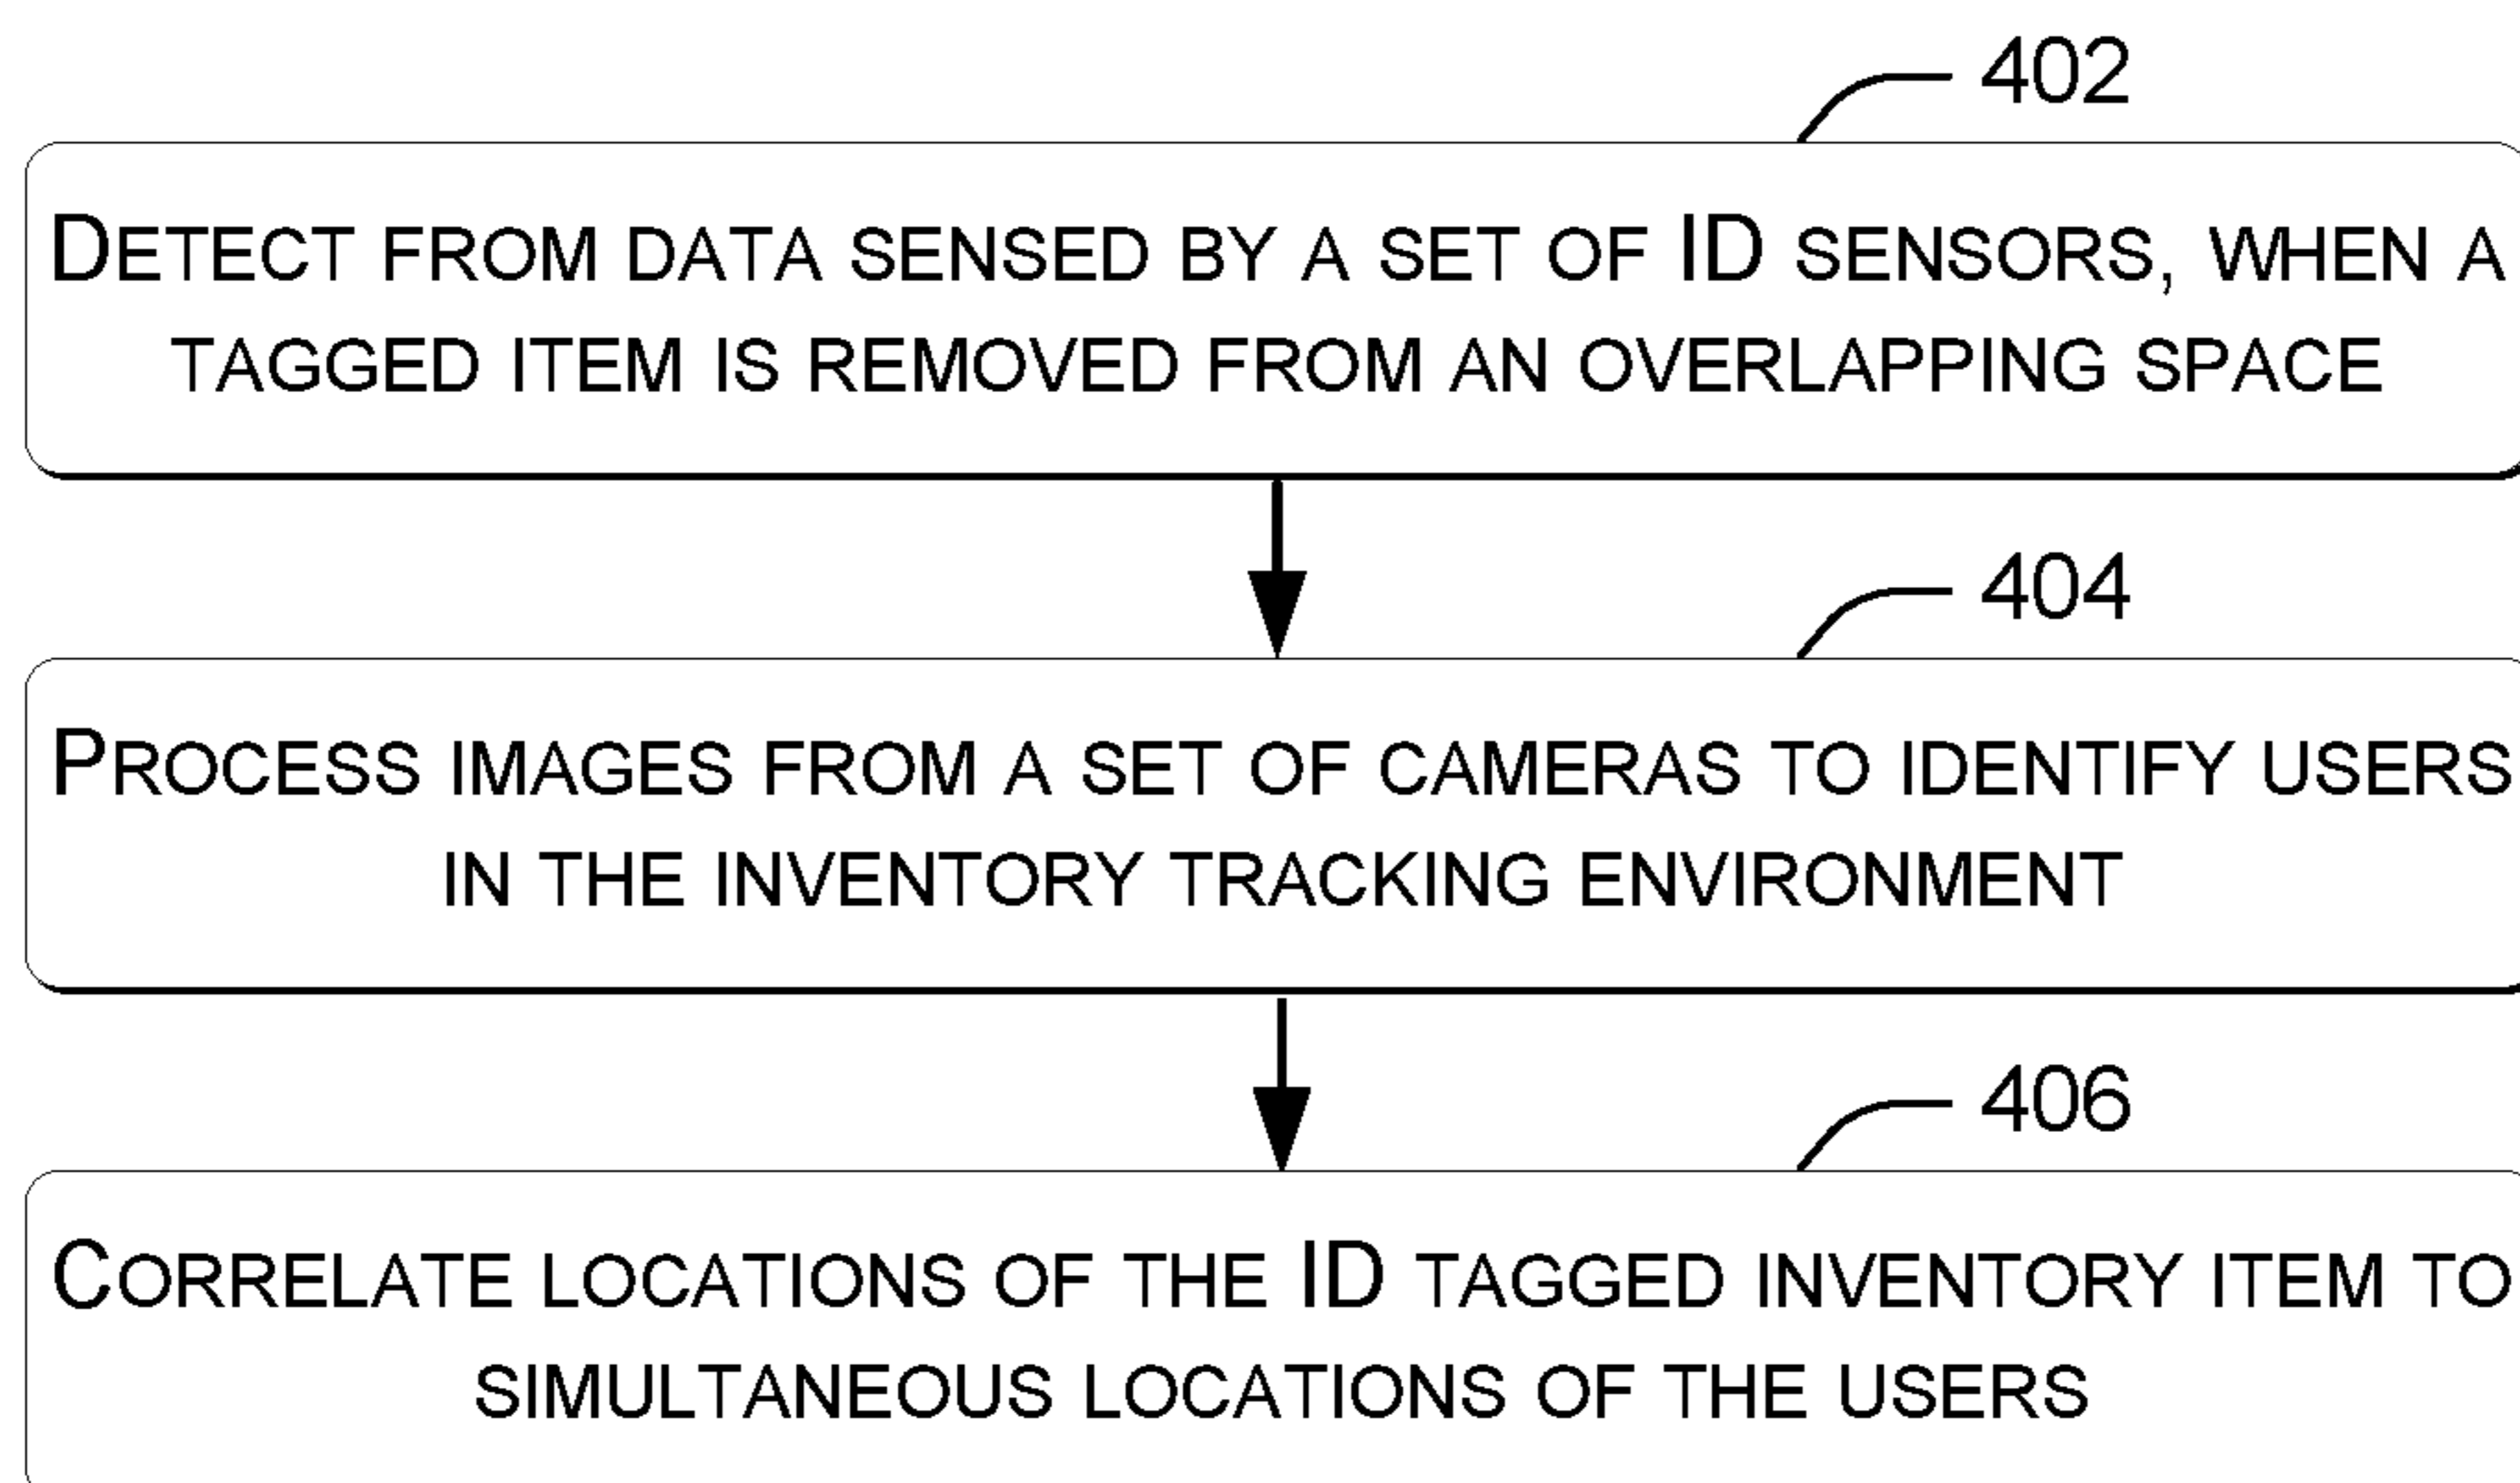 402
DETECT FROM DATA SENSED BY A SET OF ID SENSORS, WHEN A
TAGGED ITEM IS REMOVED FROM AN OVERLAPPING SPACE
404
PROCESS IMAGES FROM A SET OF CAMERAS TO IDENTIFY USERS
IN THE INVENTORY TRACKING ENVIRONMENT
406
CORRELATE LOCATIONS OF THE ID TAGGED INVENTORY ITEM TO
SIMULTANEOUS LOCATIONS OF THE USERS